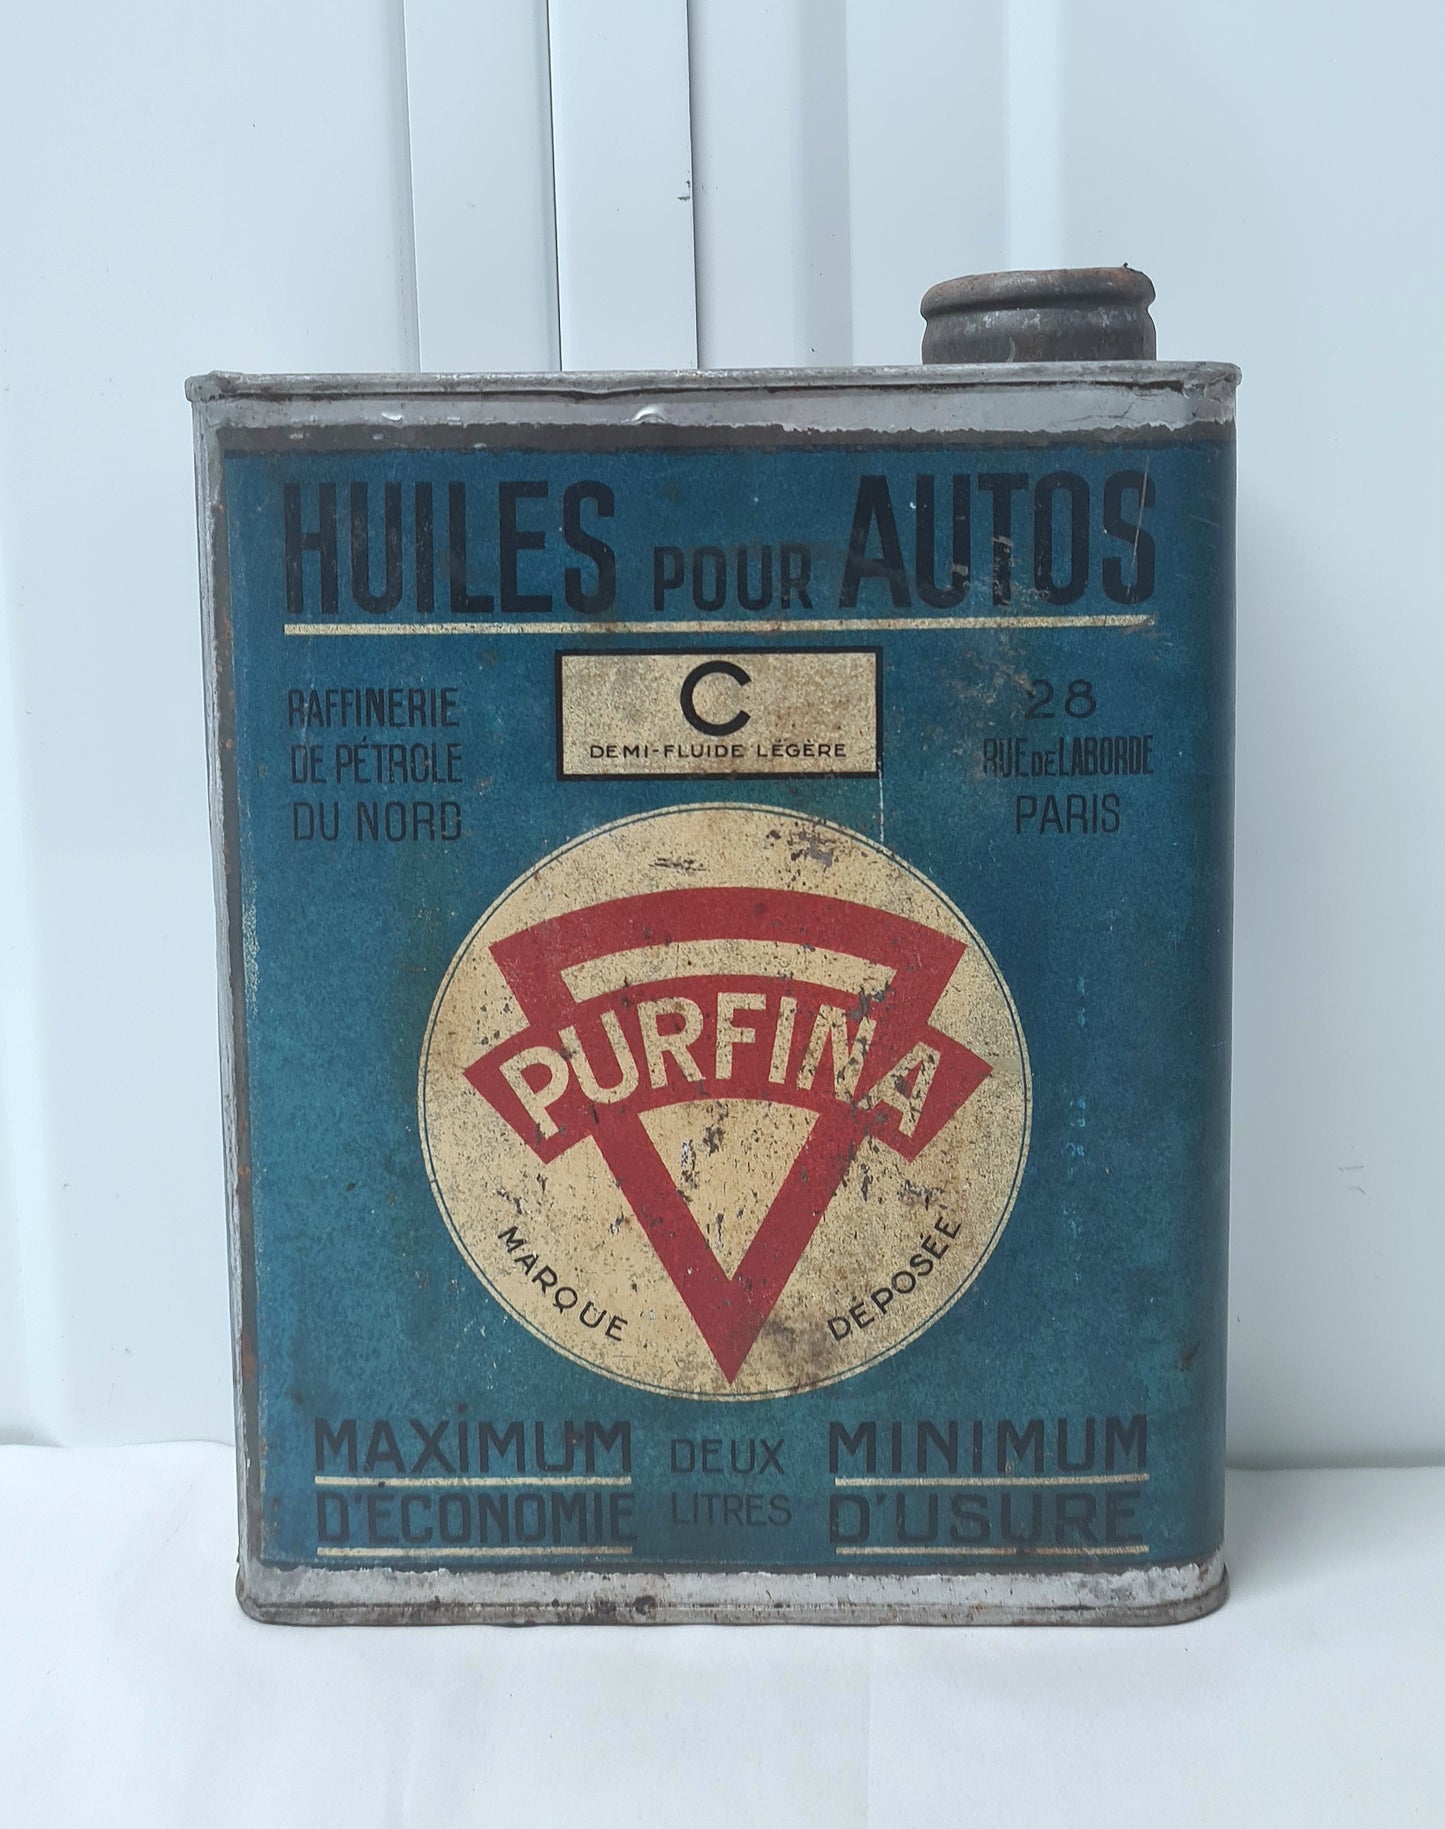 HUILES POUR AUTOS
RAFFINERIE
DE PÉTROLE
DU NORD
C
DEMI-FLUIDE LÉGÈRE
28
RUE DE LABORDE
PARIS
PURFINA
MARQUE DÉPOSÉE
MAXIMUM
D'ECONOMIE
DEUX
LITRES
MINIMUM
D'USURE